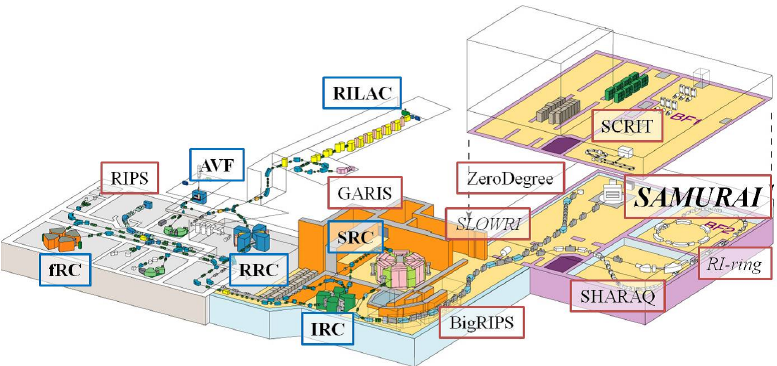 RILAC
SCRIT
BF1
RIPS
AVF
GARIS
ZeroDegree
SAMURAI
SLOWRI
SRC
BF2
fRC
RRC
RI-ring
SHARAQ
IRC
BigRIPS